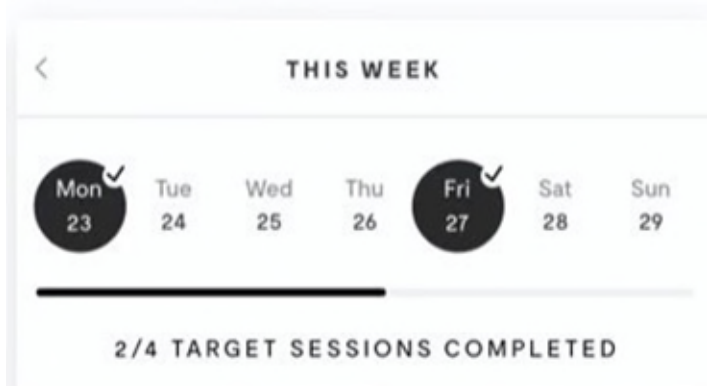 THIS WEEK
Mon Tue Wed Thu Fri Sat Sun
23 24 25 26 27 28 29
2/4 TARGET SESSIONS COMPLETED